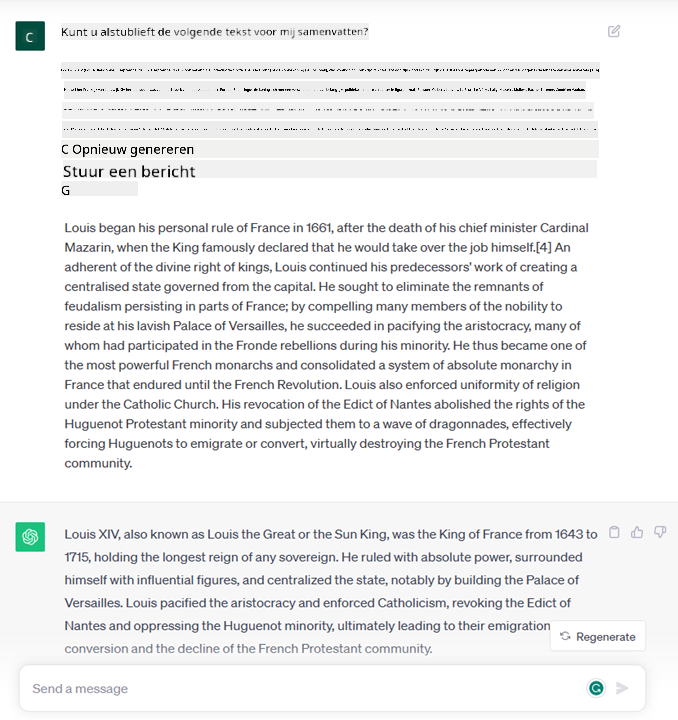 C
Kunt u alstublieft de volgende tekst voor mij samenvatten?
C Opnieuw genereren
Stuur een bericht
G
Louis began his personal rule of France in 1661, after the death of his chief minister Cardinal
Mazarin, when the King famously declared that he would take over the job himself.[4] An
adherent of the divine right of kings, Louis continued his predecessors' work of creating a
centralised state governed from the capital. He sought to eliminate the remnants of
feudalism persisting in parts of France; by compelling many members of the nobility to
reside at his lavish Palace of Versailles, he succeeded in pacifying the aristocracy, many of
whom had participated in the Fronde rebellions during his minority. He thus became one of
the most powerful French monarchs and consolidated a system of absolute monarchy in
France that endured until the French Revolution. Louis also enforced uniformity of religion
under the Catholic Church. His revocation of the Edict of Nantes abolished the rights of the
Huguenot Protestant minority and subjected them to a wave of dragonnades, effectively
forcing Huguenots to emigrate or convert, virtually destroying the French Protestant
community.
Louis XIV, also known as Louis the Great or the Sun King, was the King of France from 1643 to
1715, holding the longest reign of any sovereign. He ruled with absolute power, surrounded
himself with influential figures, and centralized the state, notably by building the Palace of
Versailles. Louis pacified the aristocracy and enforced Catholicism, revoking the Edict of
Nantes and oppressing the Huguenot minority, ultimately leading to their emigration
Regenerate
conversion and the decline of the French Protestant community.
Send a message